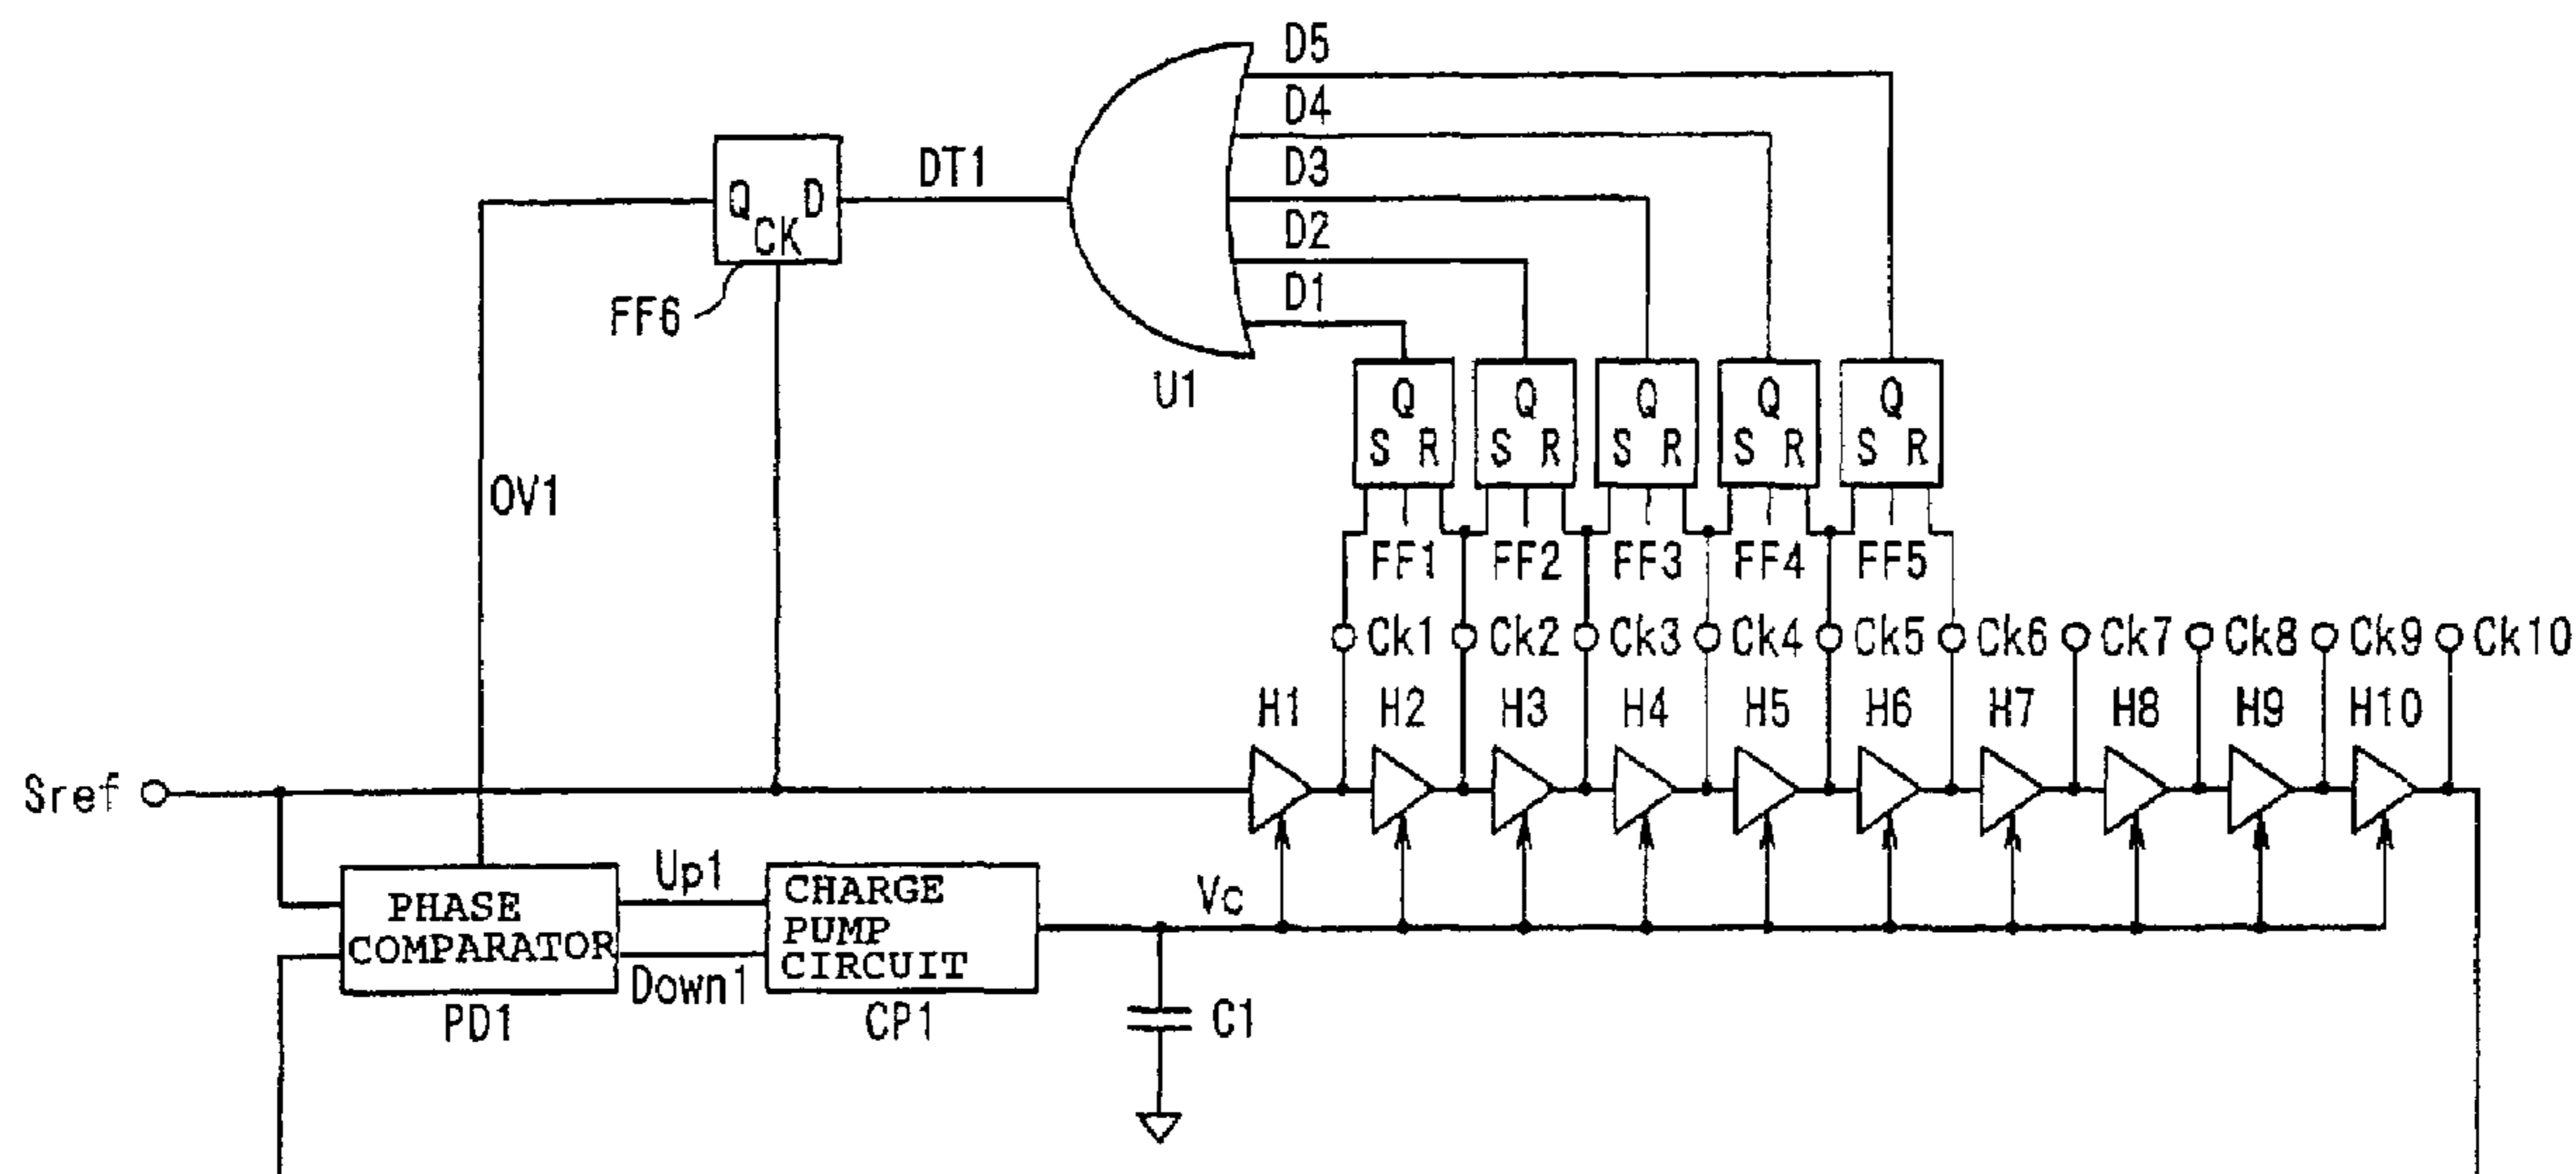 D5
D4
D3
D2
D1
DT1
Q D
CK
FF6
U1
OV1
Q Q Q Q Q
S R S R S R S R S R
FF1 FF2 FF3 FF4 FF5
Ck1 Ck2 Ck3 Ck4 Ck5 Ck6 Ck7 Ck8 Ck9 Ck10
H1 H2 H3 H4 H5 H6 H7 H8 H9 H10
Sref
Up1
Vc
PHASE
COMPARATOR
CHARGE
PUMP
CIRCUIT
Down1
PD1
CP1
C1